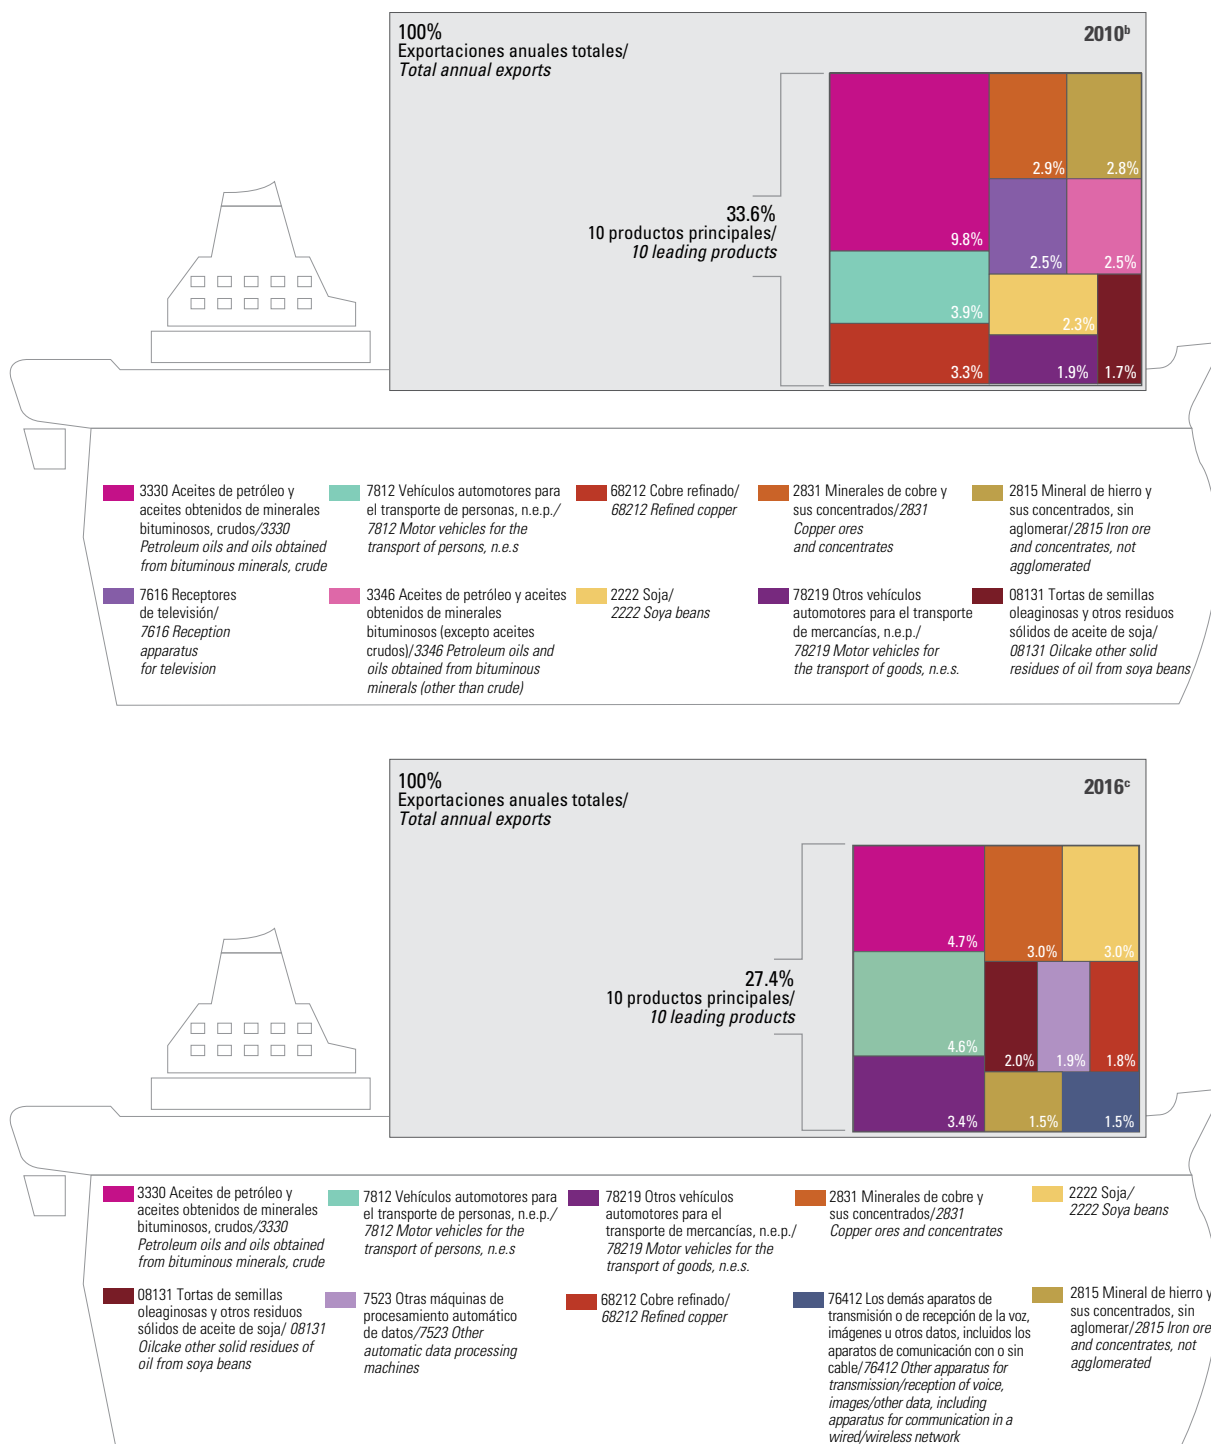 100%
Exportaciones anuales totales/
Total annual exports
2010b
33.6%
10 productos principales/
10 leading products
9.8%
3.9%
3.3%
2.9%
2.8%
2.5%
2.5%
2.3%
1.9%
1.7%
3330 Aceites de petróleo y
aceites obtenidos de minerales
bituminosos, crudos/3330
Petroleum oils and oils obtained
from bituminous minerals, crude
7812 Vehículos automotores para
el transporte de personas, n.e.p./
7812 Motor vehicles for the
transport of persons, n.e.s
68212 Cobre refinado/
68212 Refined copper
2831 Minerales de cobre y
sus concentrados/2831
Copper ores
and concentrates
2815 Mineral de hierro y
sus concentrados, sin
aglomerar/2815 Iron ore
and concentrates, not
agglomerated
7616 Receptores
de televisión/
7616 Reception
apparatus
for television
3346 Aceites de petróleo y aceites
obtenidos de minerales
bituminosos (excepto aceites
crudos)/3346 Petroleum oils and
oils obtained from bituminous
minerals (other than crude)
2222 Soja/
2222 Soya beans
78219 Otros vehículos
automotores para el transporte
de mercancías, n.e.p./
78219 Motor vehicles for
the transport of goods, n.e.s.
08131 Tortas de semillas
oleaginosas y otros residuos
sólidos de aceite de soja/
08131 Oilcake other solid
residues of oil from soya beans
100%
Exportaciones anuales totales/
Total annual exports
2016c
27.4%
10 productos principales/
10 leading products
4.7%
4.6%
3.4%
3.0%
3.0%
2.0%
1.9%
1.8%
1.5%
1.5%
3330 Aceites de petróleo y
aceites obtenidos de minerales
bituminosos, crudos/3330
Petroleum oils and oils obtained
from bituminous minerals, crude
7812 Vehículos automotores para
el transporte de personas, n.e.p./
7812 Motor vehicles for the
transport of persons, n.e.s
78219 Otros vehículos
automotores para el
transporte de mercancías, n.e.p./
78219 Motor vehicles for the
transport of goods, n.e.s.
2831 Minerales de cobre y
sus concentrados/2831
Copper ores and concentrates
2222 Soja/
2222 Soya beans
08131 Tortas de semillas
oleaginosas y otros residuos
sólidos de aceite de soja/ 08131
Oilcake other solid residues of
oil from soya beans
7523 Otras máquinas de
procesamiento automático
de datos/7523 Other
automatic data processing
machines
68212 Cobre refinado/
68212 Refined copper
76412 Los demás aparatos de
transmisión o de recepción de la voz,
imágenes u otros datos, incluidos los
aparatos de comunicación con o sin
cable/76412 Other apparatus for
transmission/reception of voice,
images/other data, including
apparatus for communication in a
wired/wireless network
2815 Mineral de hierro y
sus concentrados, sin
aglomerar/2815 Iron ore
and concentrates, not
agglomerated